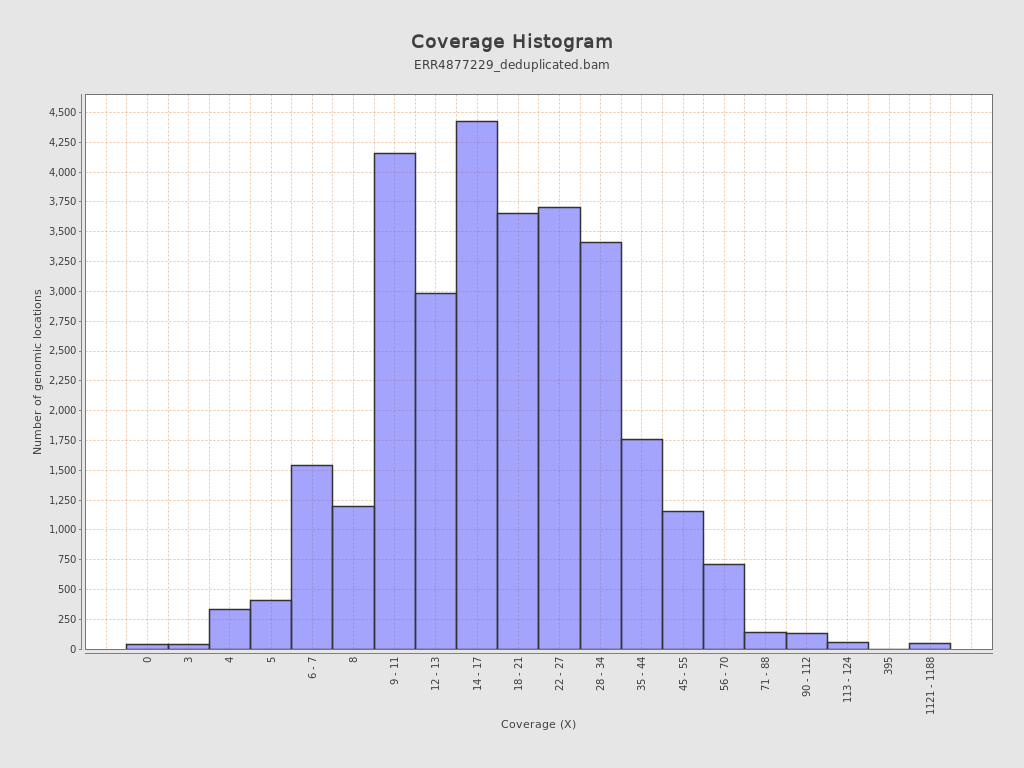 Coverage Histogram
ERR4877229_deduplicated.bam
4,500
4,250
4,000
3,750
3,500
3,250
3,000
2,750
2,500
2,250
2,000
1,750
1,500
1,250
1,000
750
500
250
0
Number of genomic locations
0
3
4
5
6 - 7
8
9 - 11
12 - 13
14 - 17
18 - 21
22 - 27
28 - 34
35 - 44
45 - 55
56 - 70
71 - 88
90 - 112
113 - 124
395
1121 - 1188
Coverage (X)